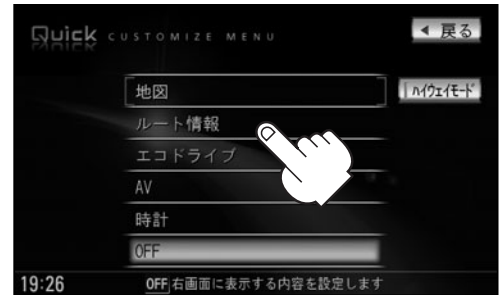 Quick CUSTOMIZE MENU
◀ 戻る
地図
ハイウェイモード
ルート情報
エコドライブ
AV
時計
OFF
19:26
OFF 右画面に表示する内容を設定します